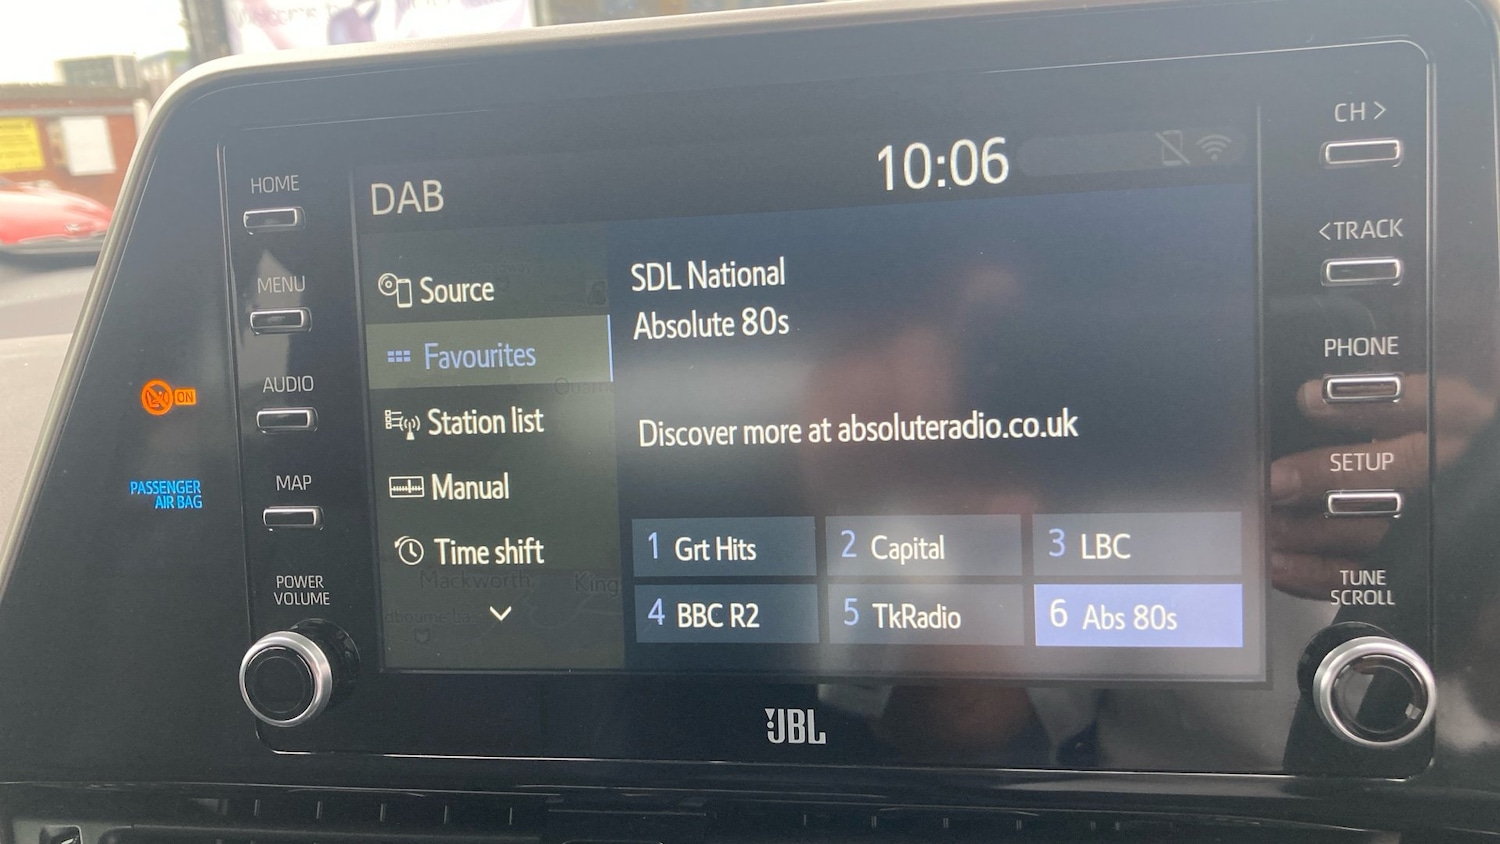 CH >
10:06
HOME
DAB
<TRACK
MENU
Source
SDL National
Absolute 80s
Favourites
PHONE
AUDIO
ON
Station list
Discover more at absoluteradio.co.uk
SETUP
MAP
PASSENGER
AIR BAG
Manual
Time shift
1 Grt Hits
2 Capital
3 LBC
4 BBC R2
5 TkRadio
6 Abs 80s
Mackworth
King
POWER
VOLUME
TUNE
SCROLL
JBL